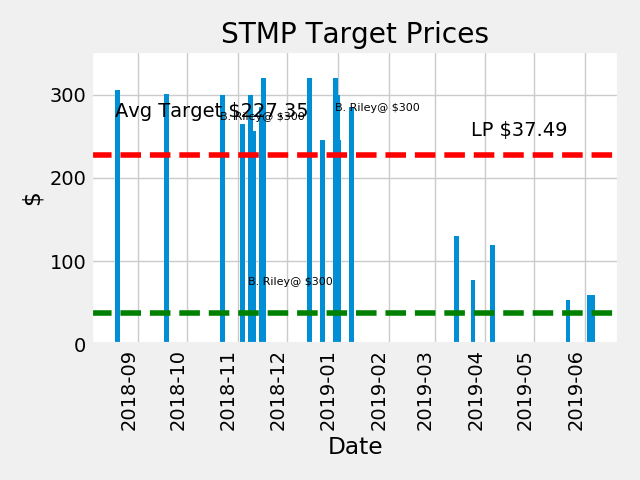 STMP Target Prices
$
300
200
100
0
Avg Target $227.35
B. Riley@ $300
B. Riley@ $300
LP $37.49
B. Riley@ $300
2018-09
2018-10
2018-11
2018-12
2019-01
2019-02
2019-03
2019-04
2019-05
2019-06
Date